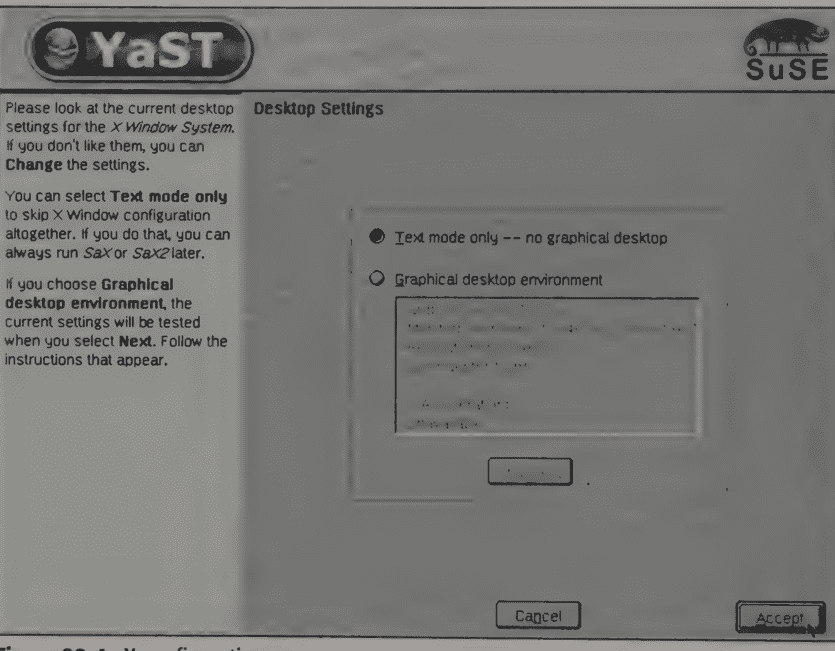 YaST
SuSE
Please look at the current desktop
settings for the X Window System.
If you don't like them, you can
Change the settings.
You can select Text mode only
to skip X Window configuration
altogether. If you do that, you can
always run SaX or SaX2 later.
If you choose Graphical
desktop environment, the
current settings will be tested
when you select Next. Follow the
instructions that appear.
Desktop Settings
Text mode only -- no graphical desktop
Graphical desktop environment
Cancel
Accept